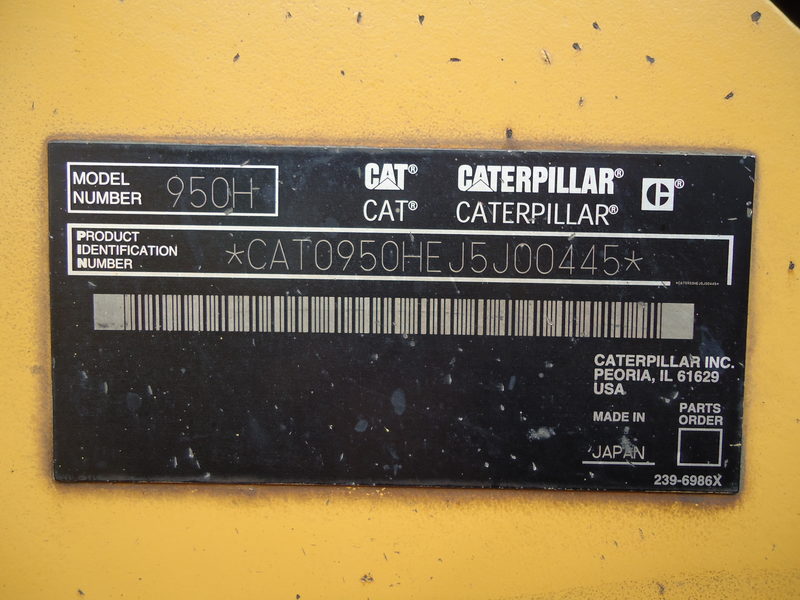 MODEL NUMBER 950H
CAT® CATERPILLAR® C®
CAT® CATERPILLAR®
PRODUCT IDENTIFICATION NUMBER *CAT0950HEJ5J00445*
*CAT0950HEJ5J00445*
CATERPILLAR INC.
PEORIA, IL 61629
USA
MADE IN JAPAN
PARTS ORDER
239-6986X